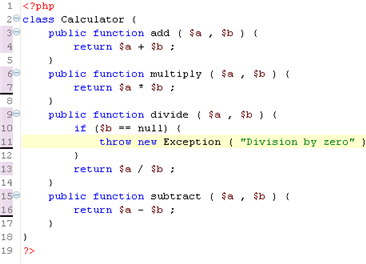 1 <?php
2 class Calculator {
3 public function add ( $a , $b ) {
4 return $a + $b ;
5 }
6 public function multiply ( $a , $b ) {
7 return $a * $b ;
8 }
9 public function divide ( $a , $b ) {
10 if ($b == null) {
11 throw new Exception ( "Division by zero" )
12 }
13 return $a / $b ;
14 }
15 public function subtract ( $a , $b ) {
16 return $a - $b ;
17 }
18 }
19 ?>